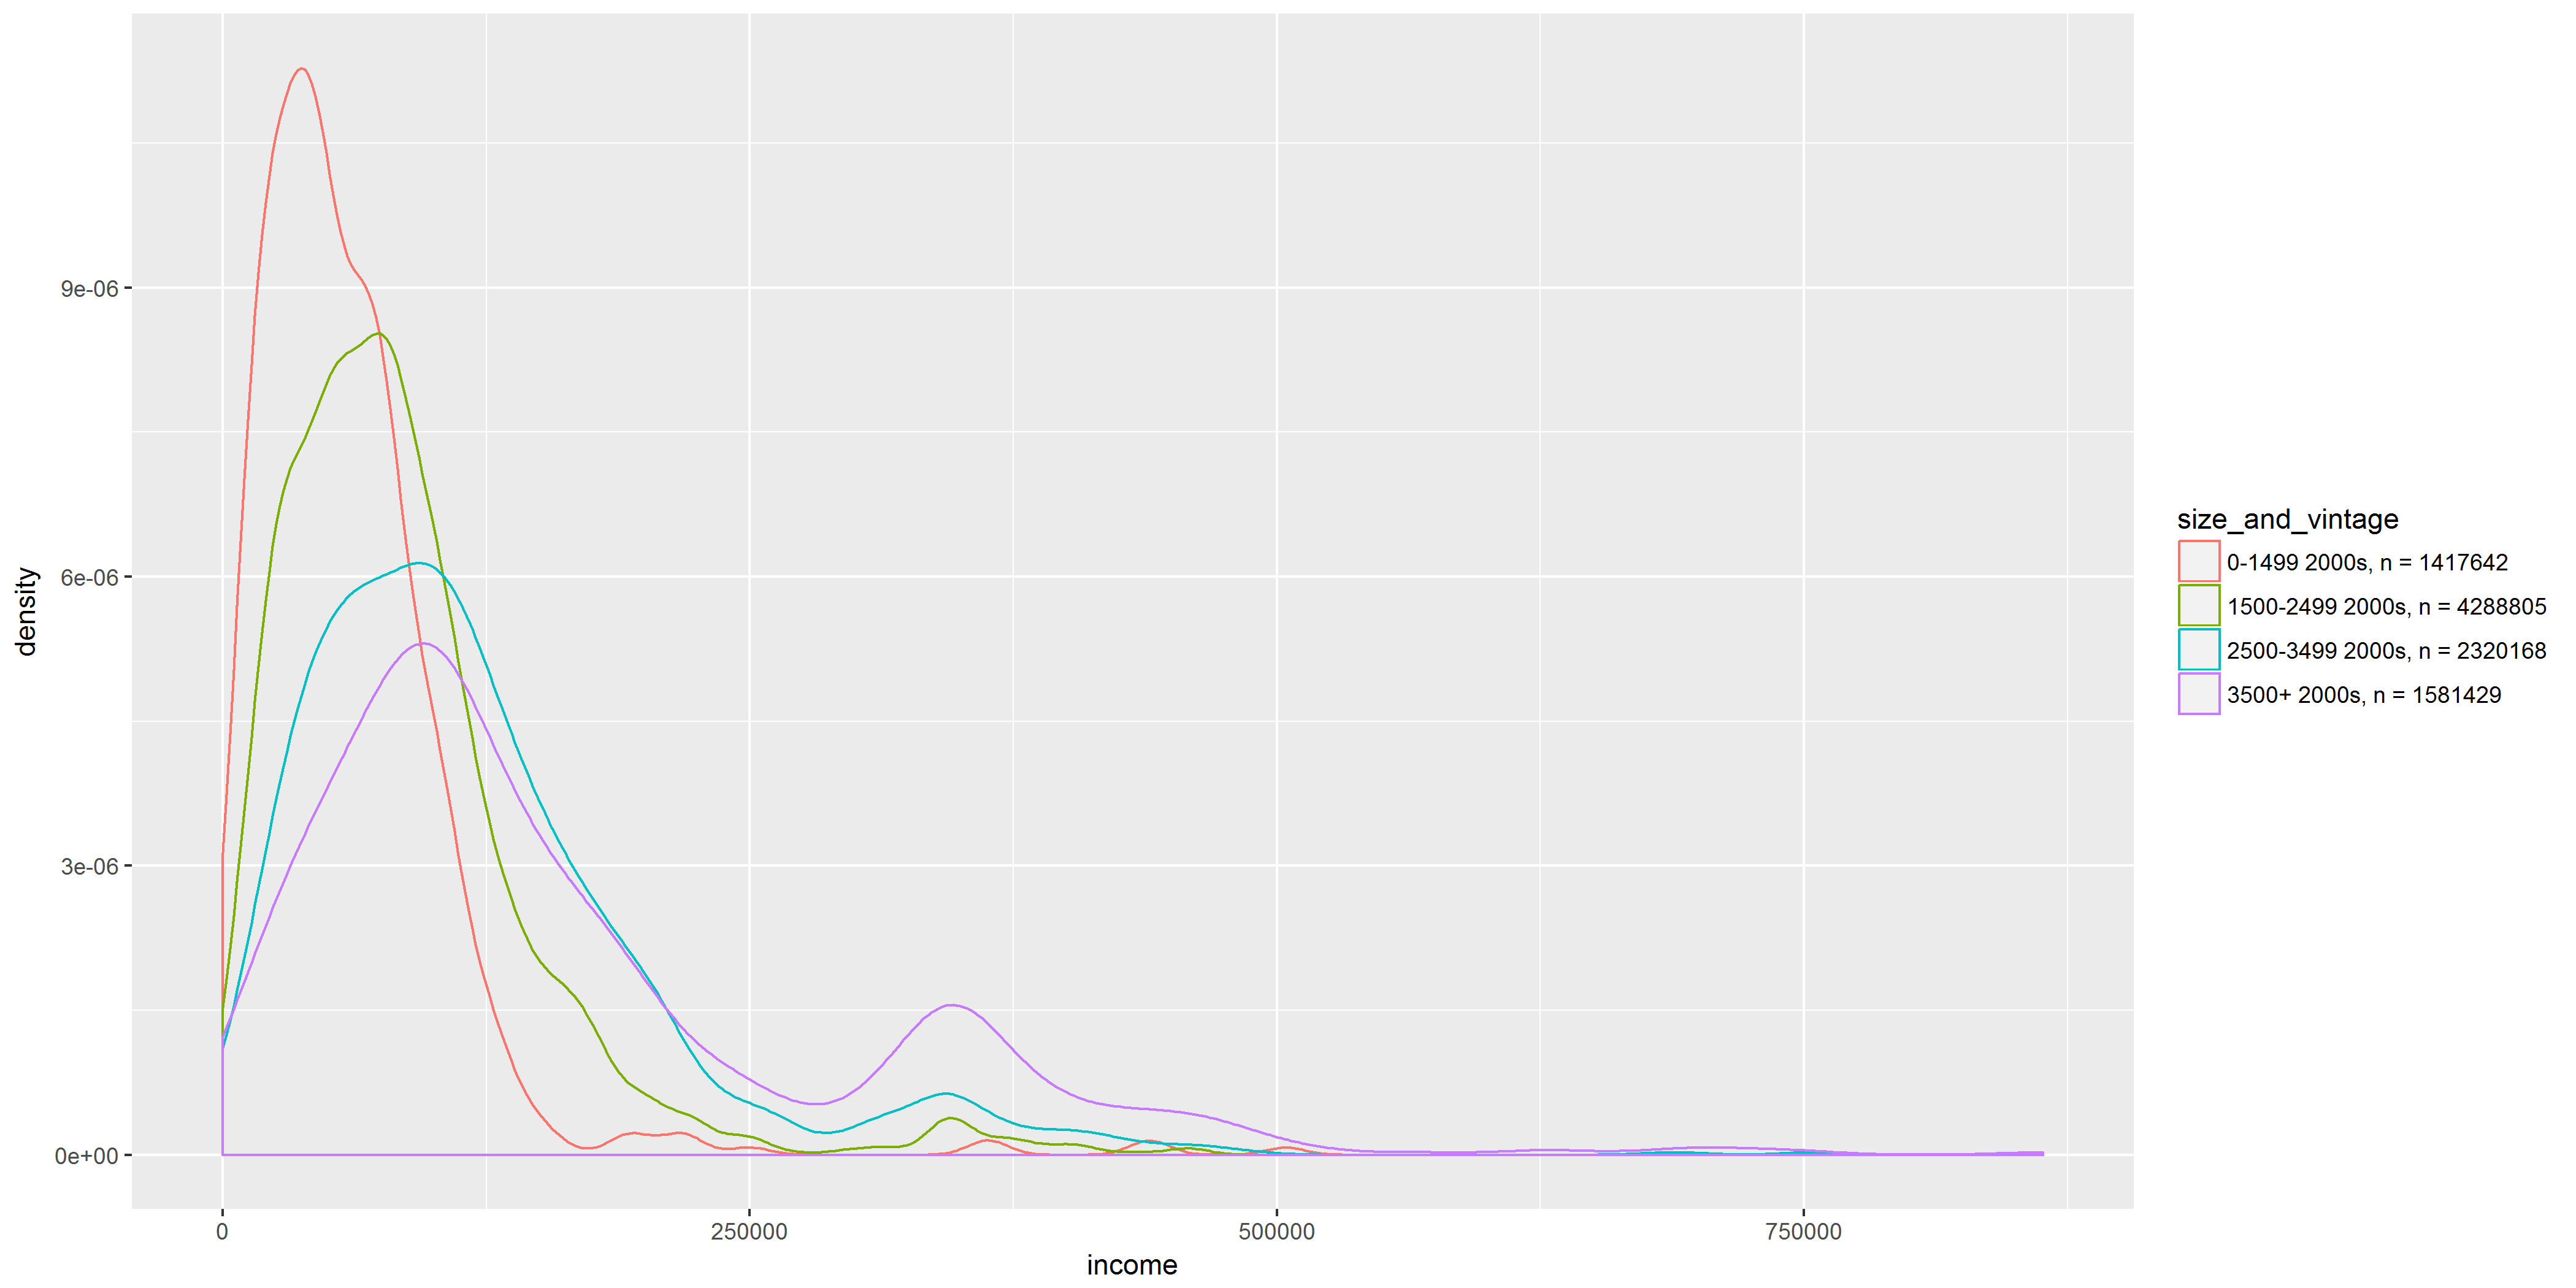 density
9e-06
6e-06
3e-06
0e+00
0
250000
500000
750000
income
size_and_vintage
0-1499 2000s, n = 1417642
1500-2499 2000s, n = 4288805
2500-3499 2000s, n = 2320168
3500+ 2000s, n = 1581429